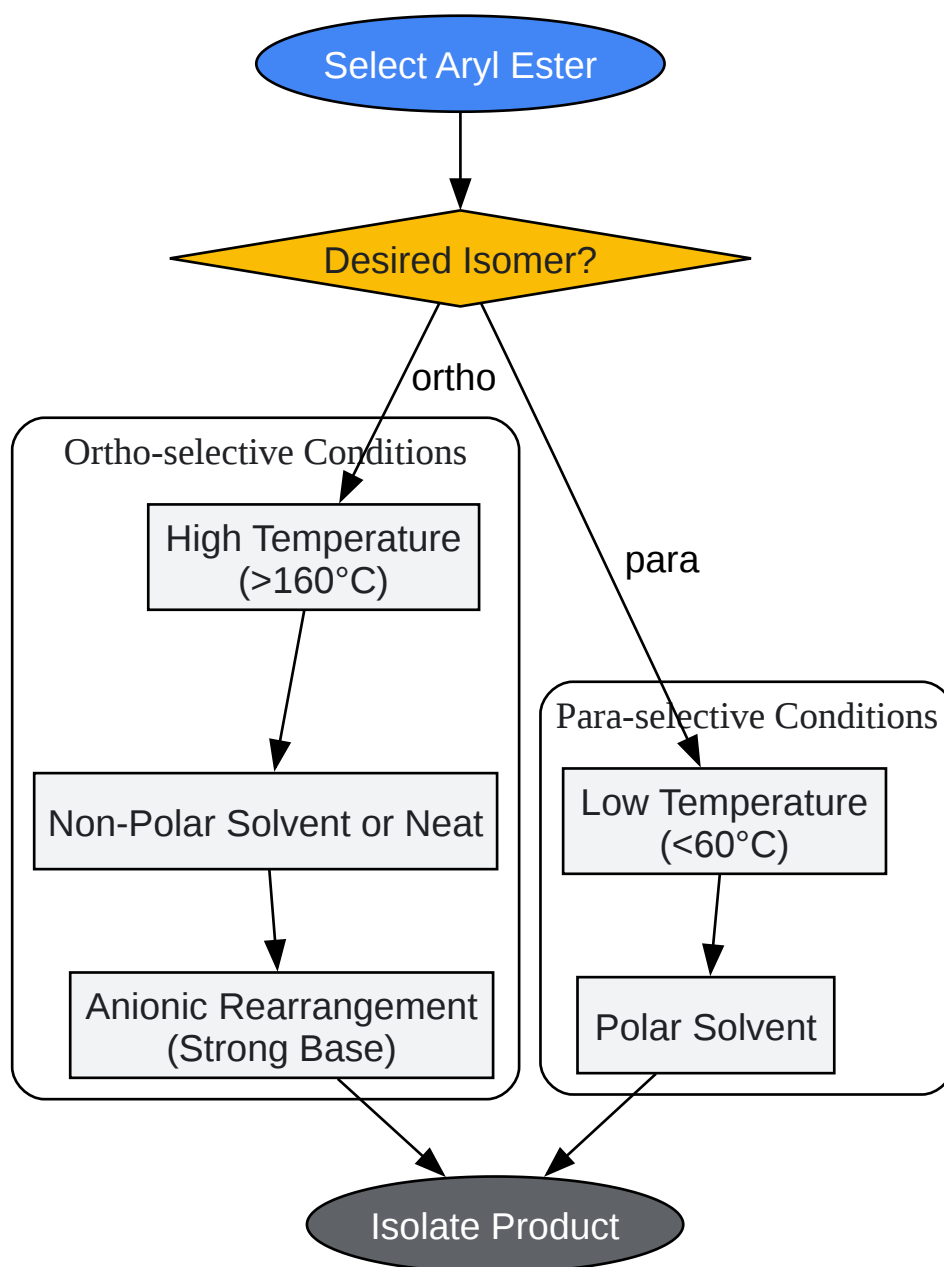 Select Aryl Ester
Desired Isomer?
ortho
Ortho-selective Conditions
High Temperature
(>160°C)
Non-Polar Solvent or Neat
Anionic Rearrangement
(Strong Base)
para
Para-selective Conditions
Low Temperature
(<60°C)
Polar Solvent
Isolate Product